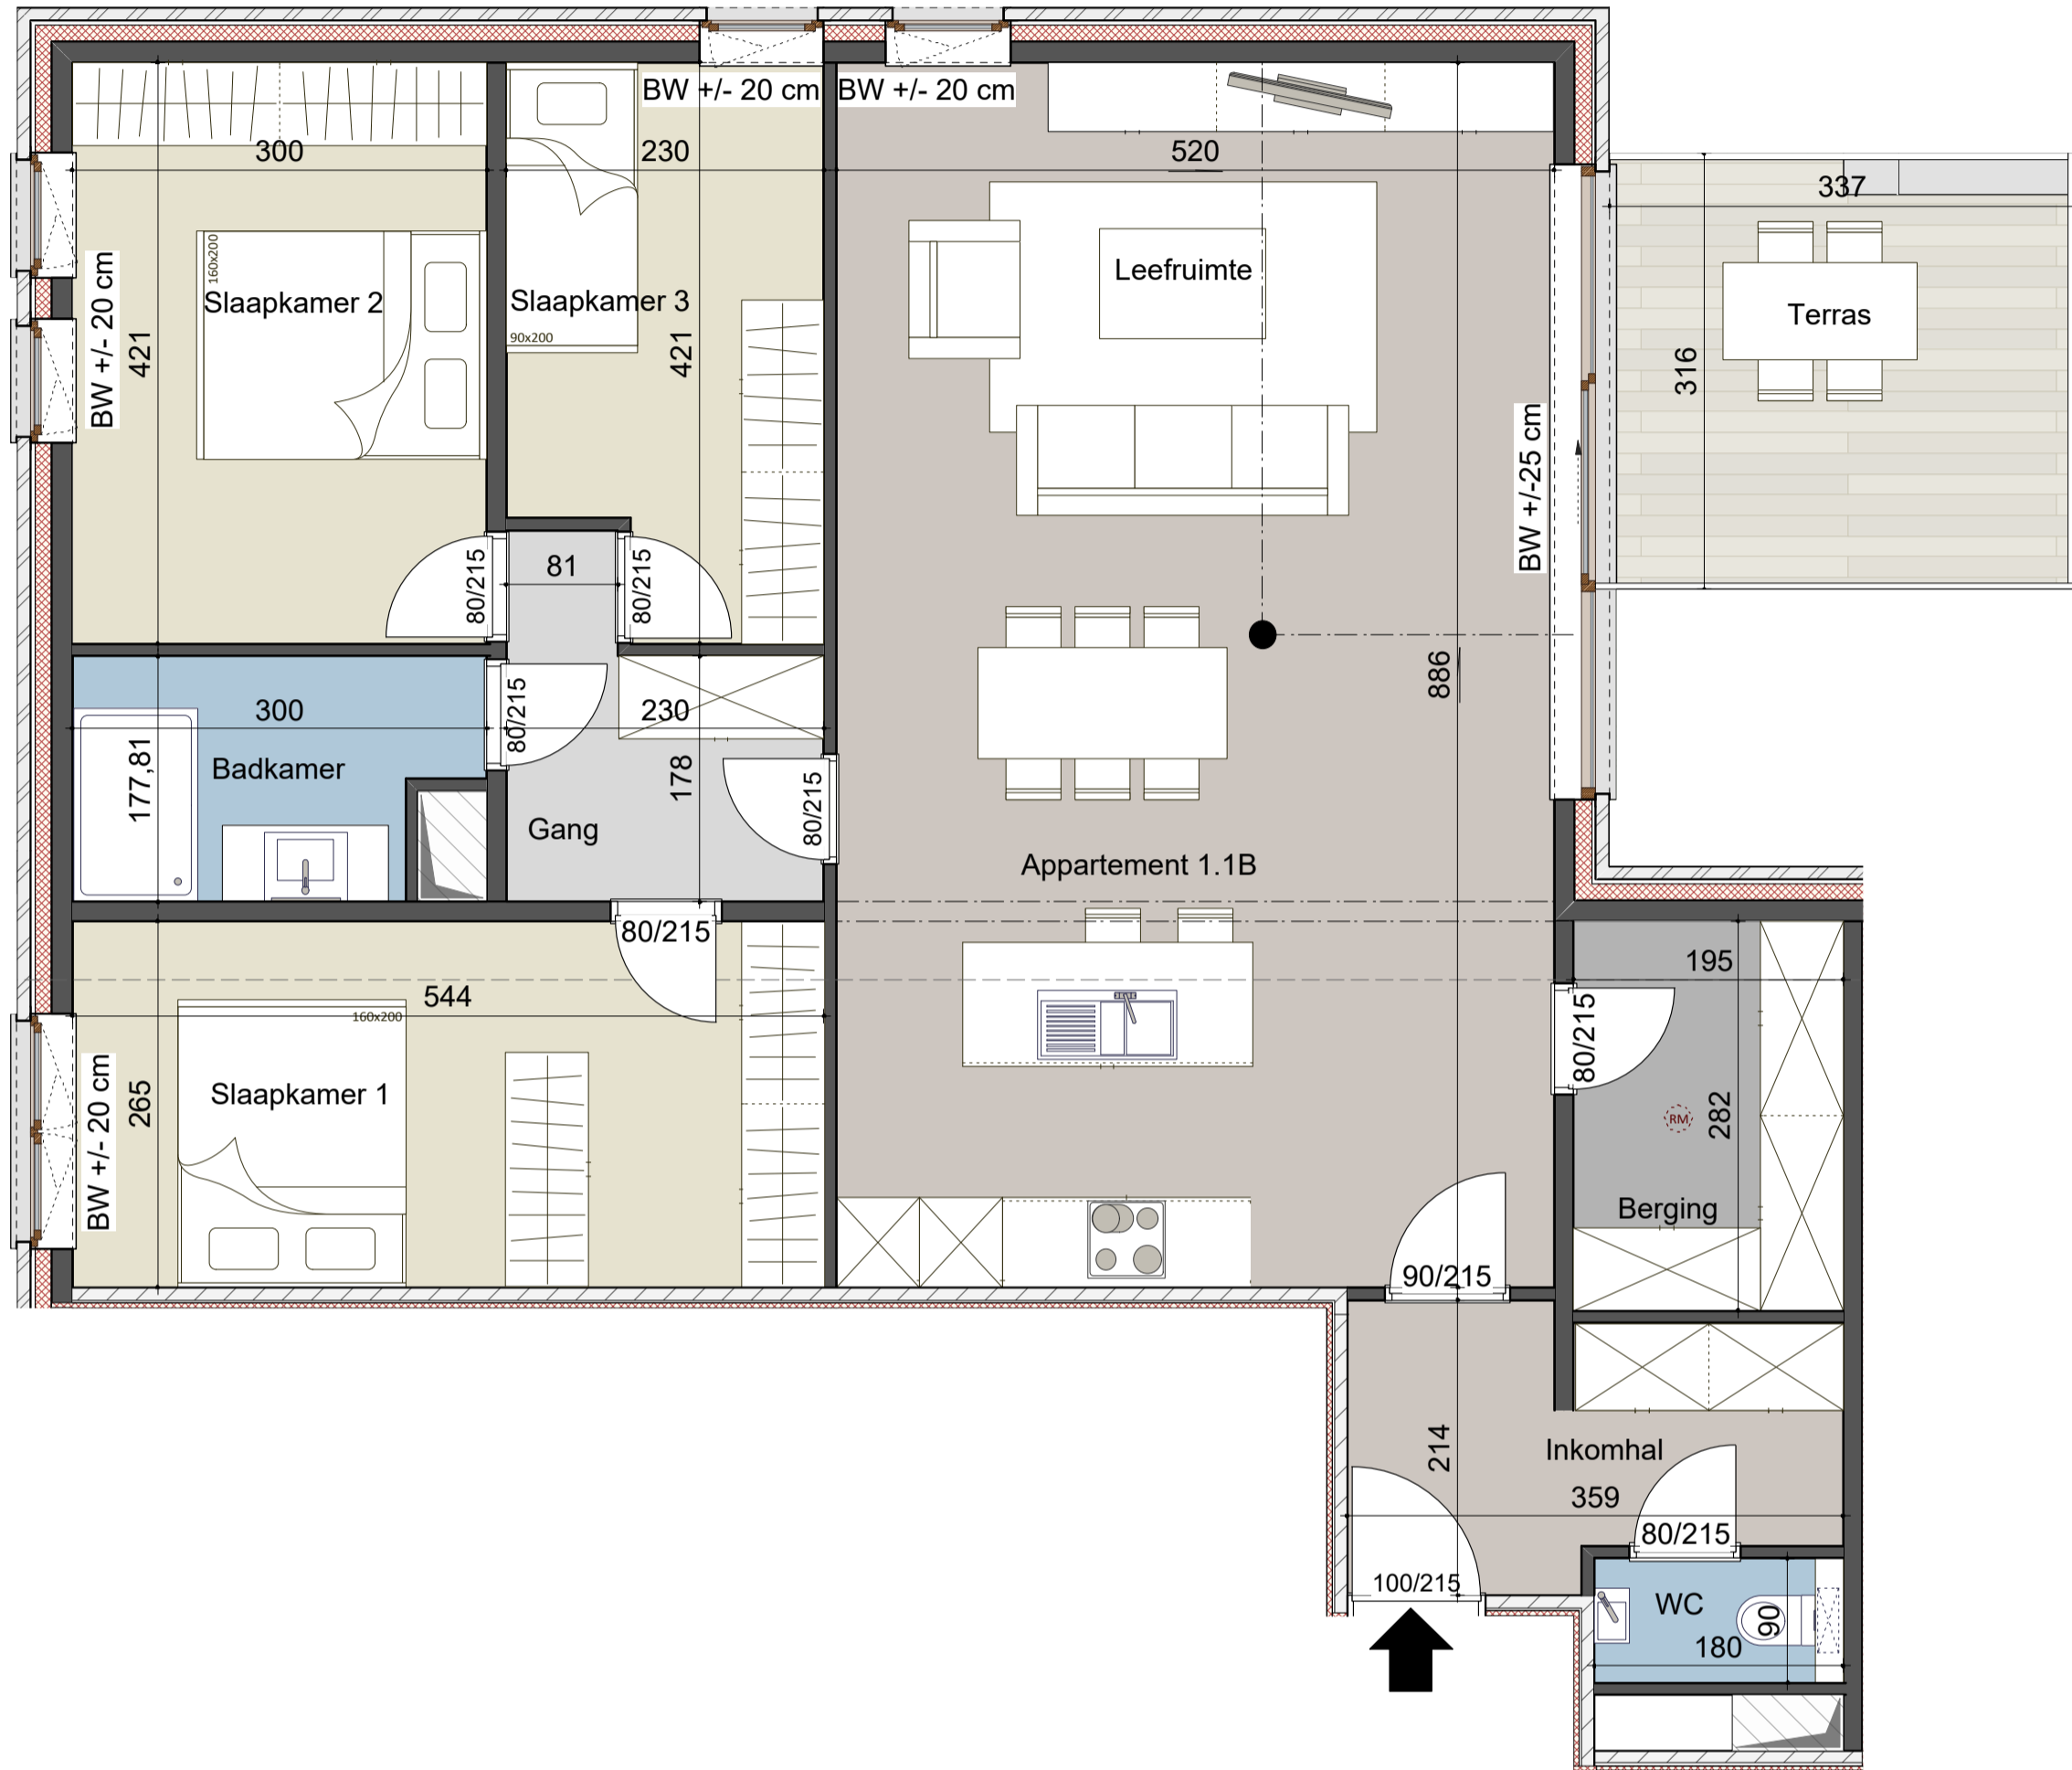 BW +/- 20 cm
BW +/- 20 cm
300
230
520
337
160x200
Slaapkamer 2
Slaapkamer 3
90x200
Leefruimte
Terras
BW +/- 20 cm
421
421
316
BW +/-25 cm
80/215
81
80/215
886
300
80/215
230
177,81
Badkamer
178
80/215
Gang
Appartement 1.1B
80/215
195
544
160x200
80/215
BW +/- 20 cm
265
Slaapkamer 1
RM
282
Berging
90/215
214
Inkomhal
359
80/215
100/215
WC
90
180